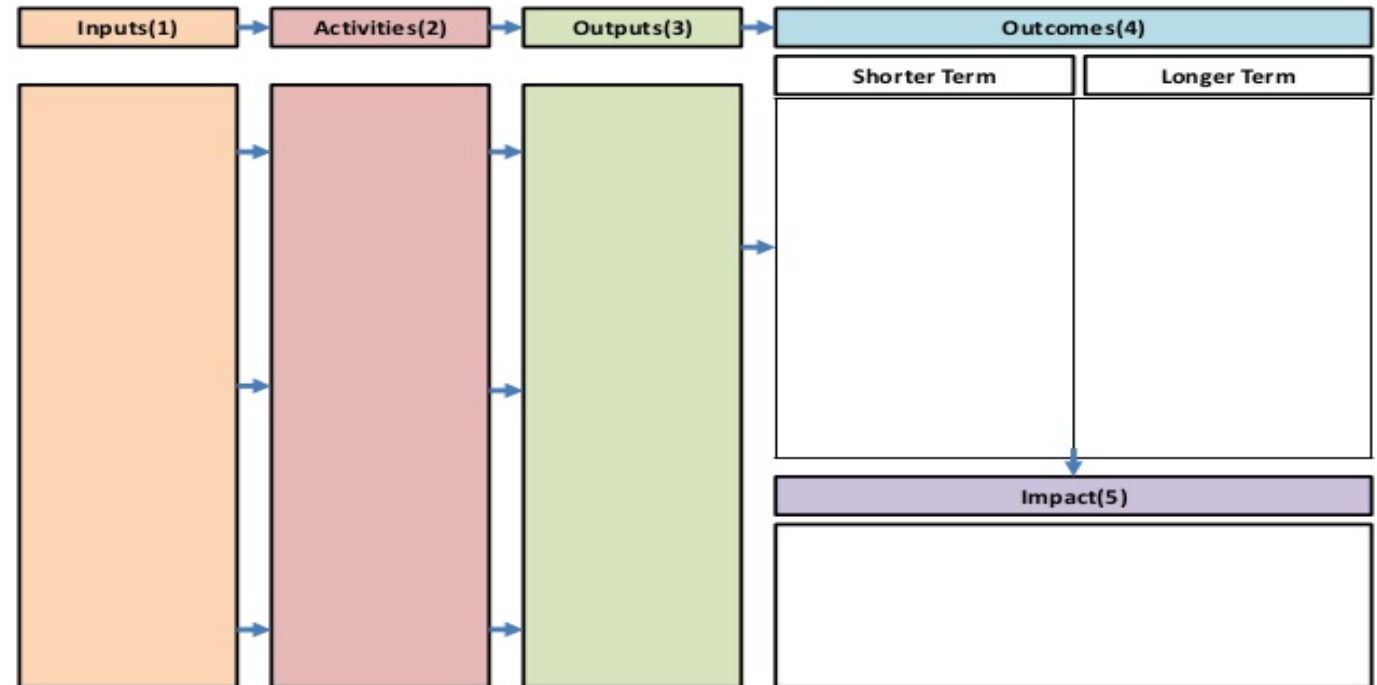 Inputs(1)
Activities(2)
Outputs(3)
Outcomes(4)
Shorter Term
Longer Term
Impact(5)